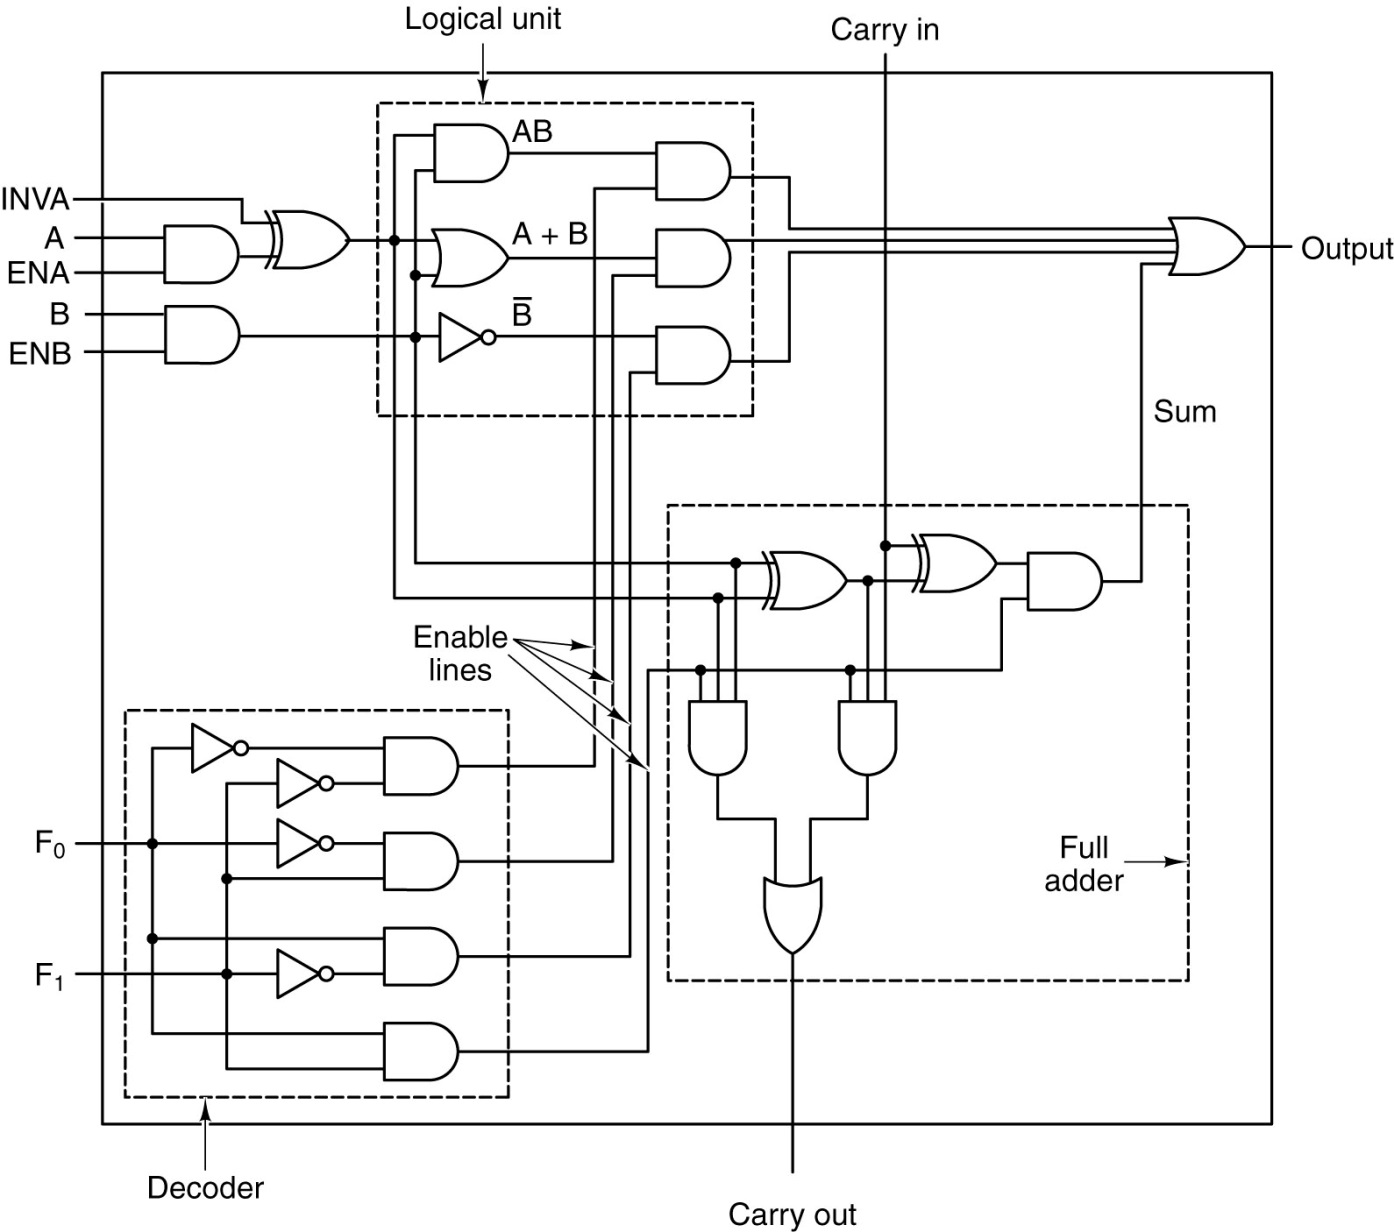 Logical unit
Carry in
AB
INVA
A
A + B
ENA
Output
B
B̅
ENB
Sum
Enable
lines
F₀
Full
adder
F₁
Decoder
Carry out